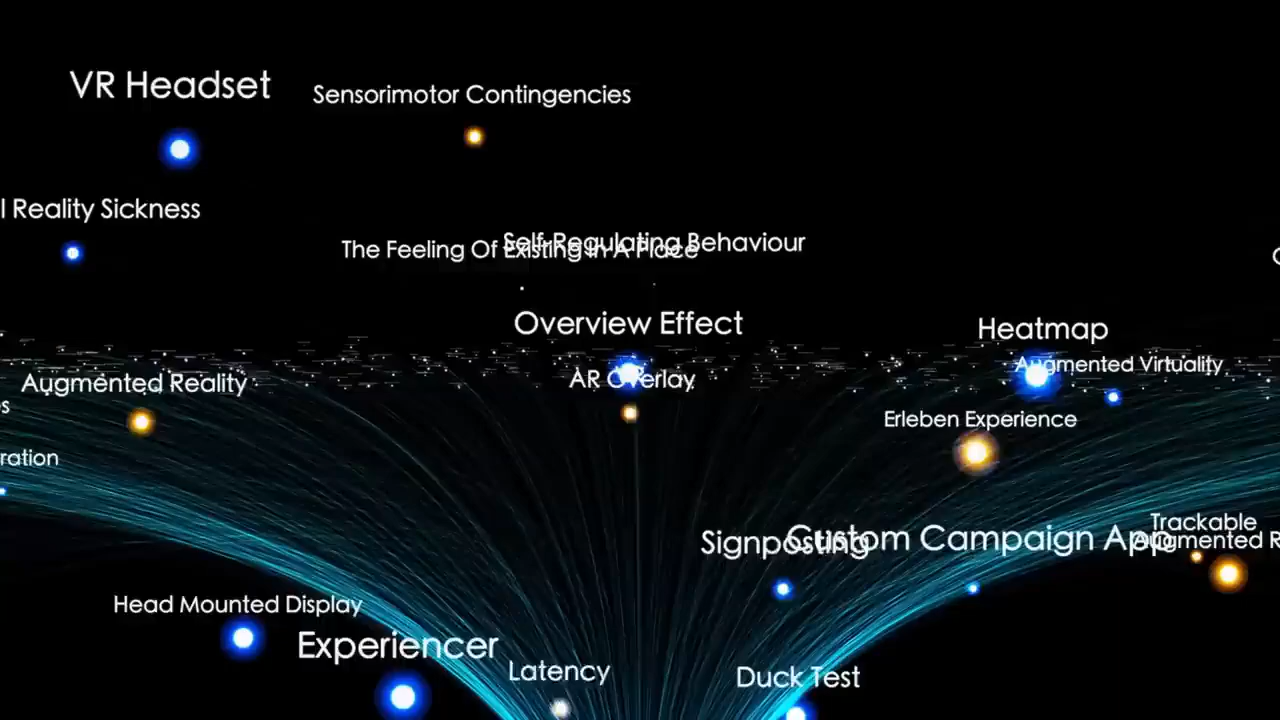 VR Headset
Sensorimotor Contingencies
l Reality Sickness
Self-Regulating Behaviour
The Feeling Of Existing In A Place
Overview Effect
Heatmap
Augmented Virtuality
AR Overlay
Augmented Reality
s
Erleben Experience
ration
Trackable
Custom Campaign App
Signposting
Augmented R
Head Mounted Display
Experiencer
Latency
Duck Test